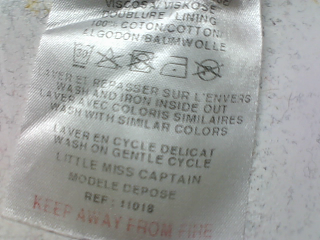 VISCOSA/VISKOSE
DOUBLURE / LINING
100% COTON/COTTON
ALGODON/BAUMWOLLE
LAVER ET REPASSER SUR L'ENVERS
WASH AND IRON INSIDE OUT
LAVER AVEC COLORIS SIMILAIRES
WASH WITH SIMILAR COLORS
LAVER EN CYCLE DELICAT
WASH ON GENTLE CYCLE
LITTLE MISS CAPTAIN
MODELE DEPOSE
REF : 11018
KEEP AWAY FROM FIRE